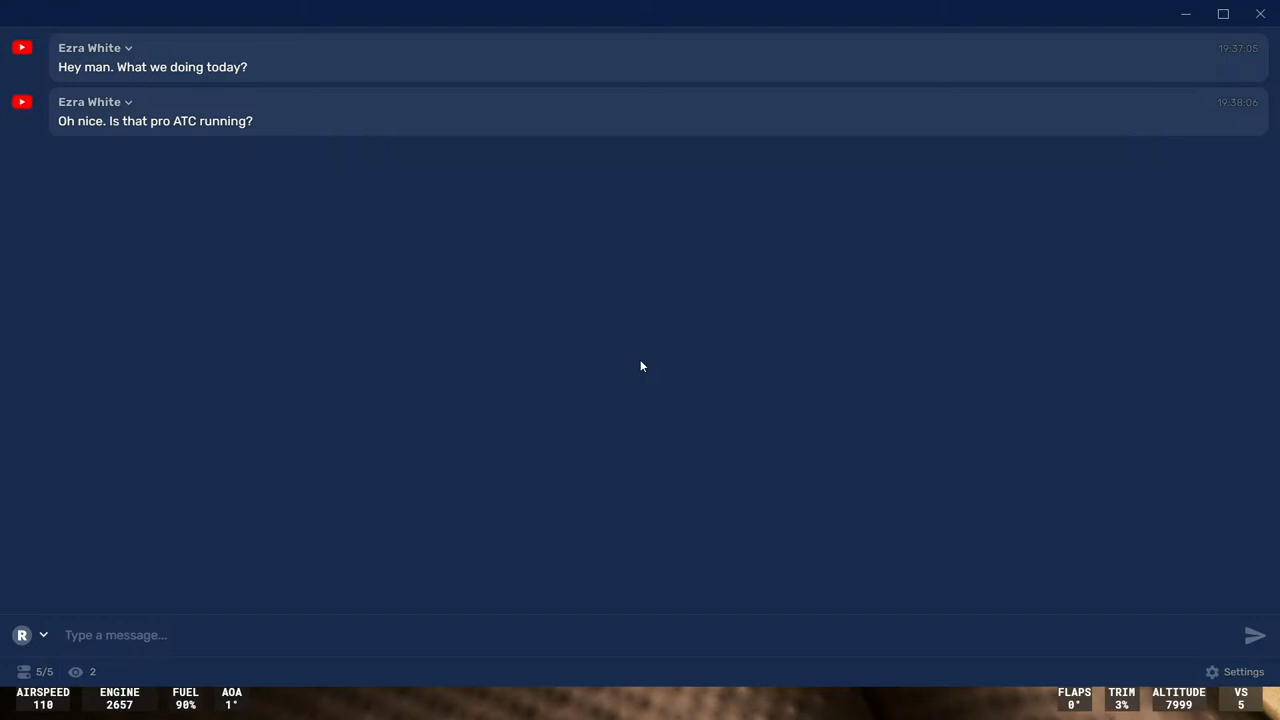 Ezra White 19:37:05
Hey man. What we doing today?
Ezra White 19:38:06
Oh nice. Is that pro ATC running?
R Type a message...
5/5 2 Settings
AIRSPEED ENGINE FUEL AOA FLAPS TRIM ALTITUDE VS
110 2657 90% 1° 0° 3% 7999 5